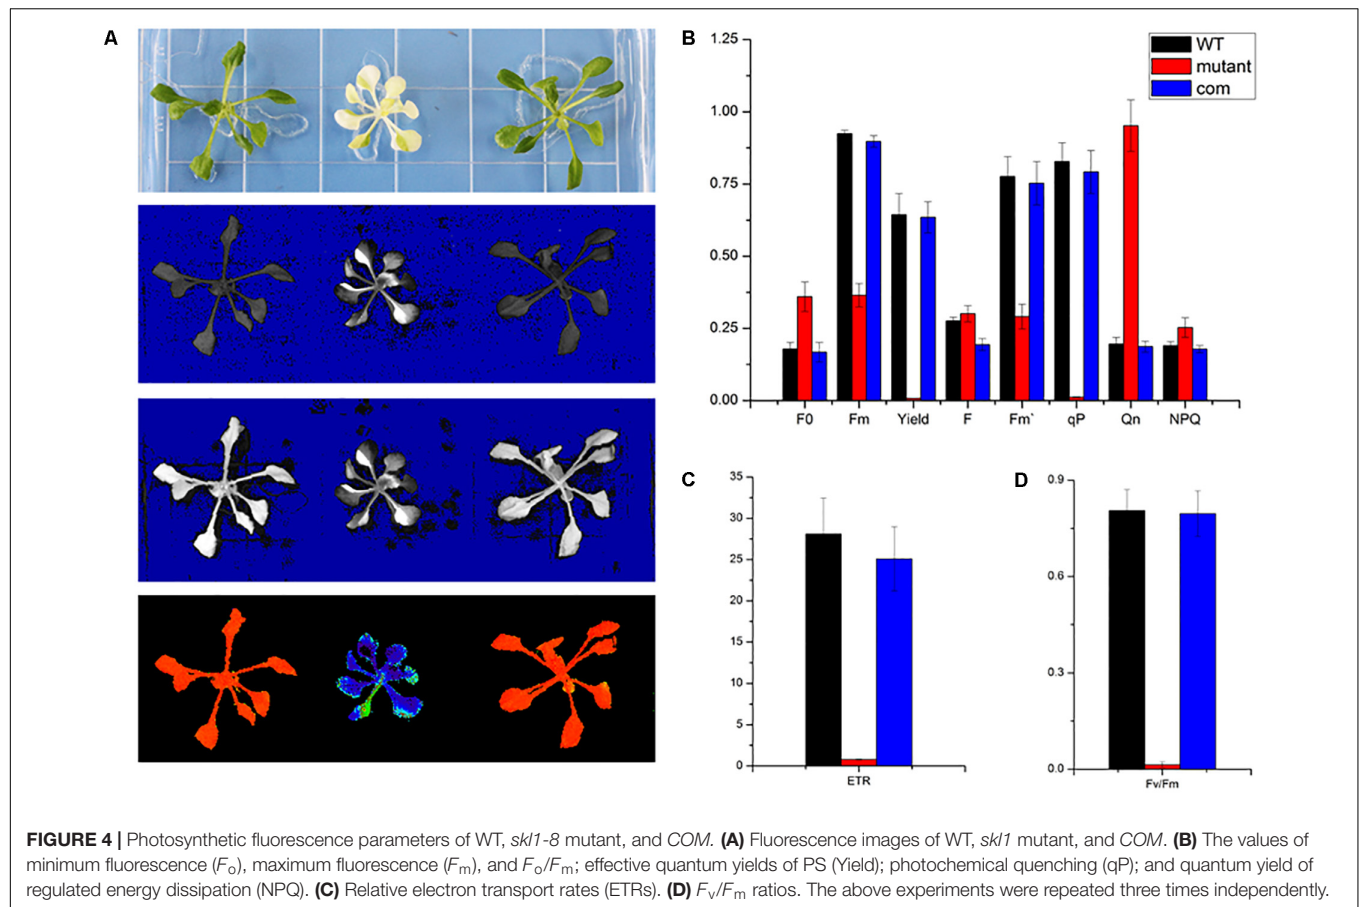 A
B
1.25
1.00
0.75
0.50
0.25
0.00
WT
mutant
com
F0 Fm Yield F Fm` qP Qn NPQ
C
35
30
25
20
15
10
5
0
ETR
D
0.9
0.6
0.3
0.0
Fv/Fm
FIGURE 4 | Photosynthetic fluorescence parameters of WT, skl1-8 mutant, and COM. (A) Fluorescence images of WT, skl1 mutant, and COM. (B) The values of
minimum fluorescence (Fo), maximum fluorescence (Fm), and Fo/Fm; effective quantum yields of PS (Yield); photochemical quenching (qP); and quantum yield of
regulated energy dissipation (NPQ). (C) Relative electron transport rates (ETRs). (D) Fv/Fm ratios. The above experiments were repeated three times independently.